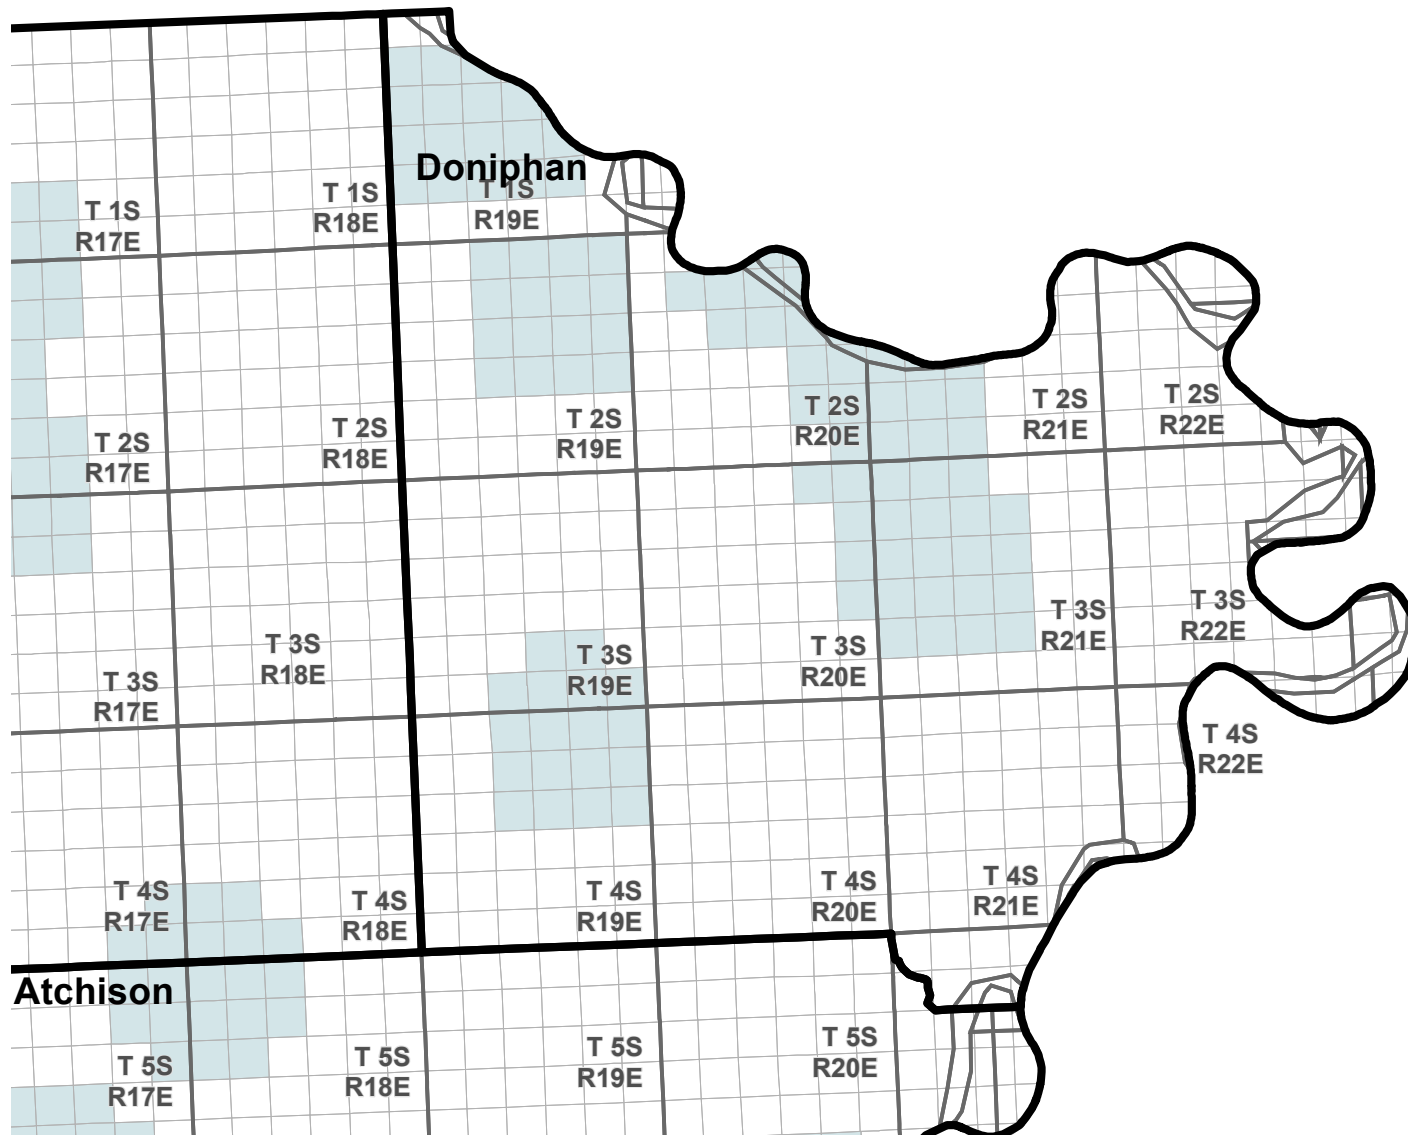 Doniphan
T 1S
R17E
T 1S
R18E
T 1S
R19E
T 2S
R17E
T 2S
R18E
T 2S
R19E
T 2S
R20E
T 2S
R21E
T 2S
R22E
T 3S
R17E
T 3S
R18E
T 3S
R19E
T 3S
R20E
T 3S
R21E
T 3S
R22E
T 4S
R22E
T 4S
R17E
T 4S
R18E
T 4S
R19E
T 4S
R20E
T 4S
R21E
Atchison
T 5S
R17E
T 5S
R18E
T 5S
R19E
T 5S
R20E